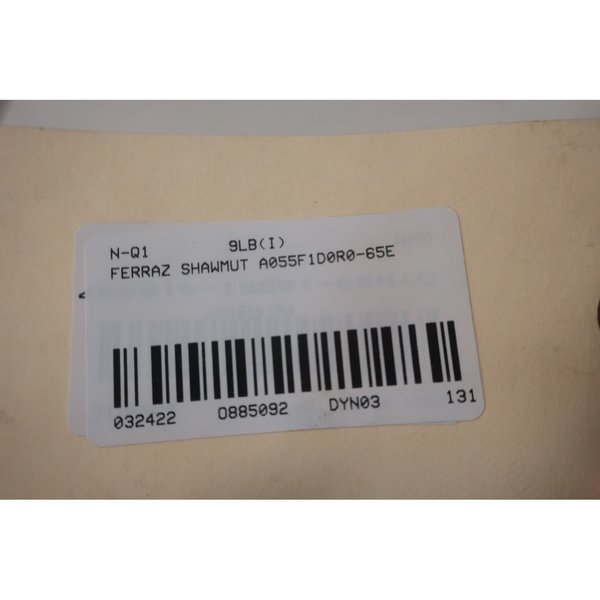 N-Q1 9LB(I)
FERRAZ SHAWMUT A055F1D0R0-65E
032422 0885092 DYN03 131